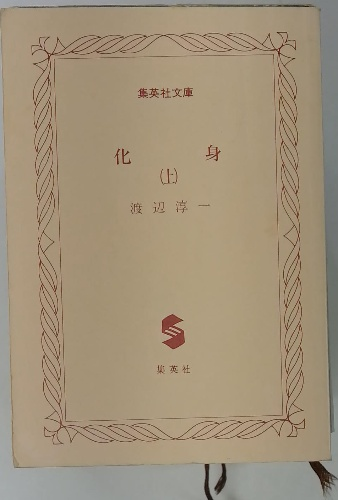 集英社文庫
化 身
(上)
渡辺淳一
集英社